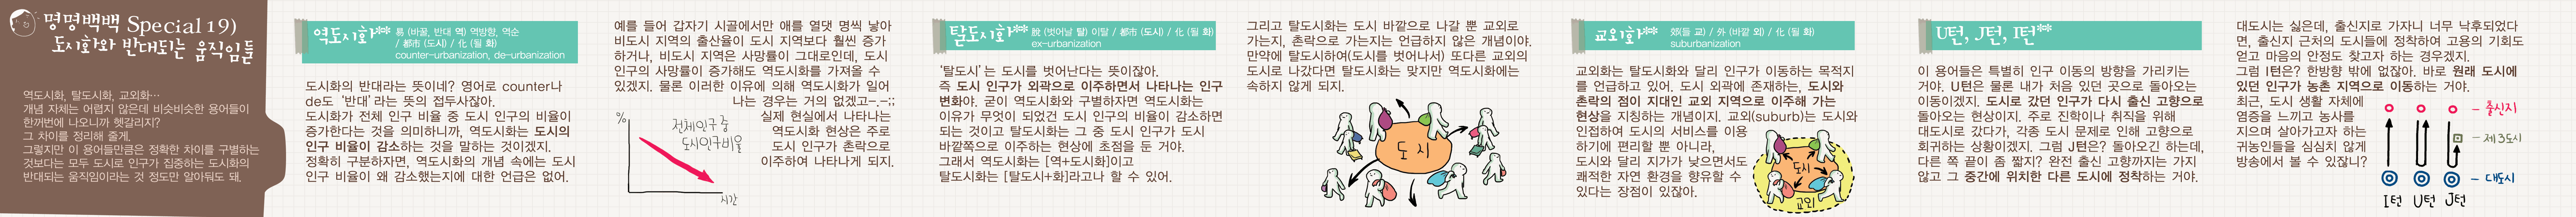 명명백백 Special 19)
도시화와 반대되는 움직임들
역도시화, 탈도시화, 교외화…
개념 자체는 어렵지 않은데 비슷비슷한 용어들이
한꺼번에 나오니까 헷갈리지?
그 차이를 정리해 줄게.
그렇지만 이 용어들만큼은 정확한 차이를 구별하는
것보다는 모두 도시로 인구가 집중하는 도시화의
반대되는 움직임이라는 것 정도만 알아둬도 돼.
역도시화** 易 (바꿀, 반대 역) 역방향, 역순
/ 都市 (도시) / 化 (될 화)
counter-urbanization, de-urbanization
도시화의 반대라는 뜻이네? 영어로 counter나
de도 ‘반대’라는 뜻의 접두사잖아.
도시화가 전체 인구 비율 중 도시 인구의 비율이
증가한다는 것을 의미하니까, 역도시화는 도시의
인구 비율이 감소하는 것을 말하는 것이겠지.
정확히 구분하자면, 역도시화의 개념 속에는 도시
인구 비율이 왜 감소했는지에 대한 언급은 없어.
예를 들어 갑자기 시골에서만 애를 열댓 명씩 낳아
비도시 지역의 출산율이 도시 지역보다 훨씬 증가
하거나, 비도시 지역은 사망률이 그대로인데, 도시
인구의 사망률이 증가해도 역도시화를 가져올 수
있겠지. 물론 이러한 이유에 의해 역도시화가 일어
나는 경우는 거의 없겠고-.-;;
실제 현실에서 나타나는
역도시화 현상은 주로
도시 인구가 촌락으로
이주하여 나타나게 되지.
%
전체인구 중
도시인구비율
시간
탈도시화** 脫 (벗어날 탈) 이탈 / 都市 (도시) / 化 (될 화)
ex-urbanization
‘탈도시’는 도시를 벗어난다는 뜻이잖아.
즉 도시 인구가 외곽으로 이주하면서 나타나는 인구
변화야. 굳이 역도시화와 구별하자면 역도시화는
이유가 무엇이 되었건 도시 인구의 비율이 감소하면
되는 것이고 탈도시화는 그 중 도시 인구가 도시
바깥쪽으로 이주하는 현상에 초점을 둔 거야.
그래서 역도시화는 [역+도시화]이고
탈도시화는 [탈도시+화]라고나 할 수 있어.
그리고 탈도시화는 도시 바깥으로 나갈 뿐 교외로
가는지, 촌락으로 가는지는 언급하지 않은 개념이야.
만약에 탈도시하여(도시를 벗어나서) 또다른 교외의
도시로 나갔다면 탈도시화는 맞지만 역도시화에는
속하지 않게 되지.
도시
교외화** 郊(들 교) / 外 (바깥 외) / 化 (될 화)
suburbanization
교외화는 탈도시화와 달리 인구가 이동하는 목적지
를 언급하고 있어. 도시 외곽에 존재하는, 도시와
촌락의 점이 지대인 교외 지역으로 이주해 가는
현상을 지칭하는 개념이지. 교외(suburb)는 도시와
인접하여 도시의 서비스를 이용
하기에 편리할 뿐 아니라,
도시와 달리 지가가 낮으면서도
쾌적한 자연 환경을 향유할 수
있다는 장점이 있잖아.
도시
교외
U턴, J턴, I턴**
이 용어들은 특별히 인구 이동의 방향을 가리키는
거야. U턴은 물론 내가 처음 있던 곳으로 돌아오는
이동이겠지. 도시로 갔던 인구가 다시 출신 고향으로
돌아오는 현상이지. 주로 진학이나 취직을 위해
대도시로 갔다가, 각종 도시 문제로 인해 고향으로
회귀하는 상황이겠지. 그럼 J턴은? 돌아오긴 하는데,
다른 쪽 끝이 좀 짧지? 완전 출신 고향까지는 가지
않고 그 중간에 위치한 다른 도시에 정착하는 거야.
대도시는 싫은데, 출신지로 가자니 너무 낙후되었다
면, 출신지 근처의 도시들에 정착하여 고용의 기회도
얻고 마음의 안정도 찾고자 하는 경우겠지.
그럼 I턴은? 한방향 밖에 없잖아. 바로 원래 도시에
있던 인구가 농촌 지역으로 이동하는 거야.
최근, 도시 생활 자체에
염증을 느끼고 농사를
지으며 살아가고자 하는
귀농인들을 심심치 않게
방송에서 볼 수 있잖니?
출신지
제3도시
대도시
I턴 U턴 J턴